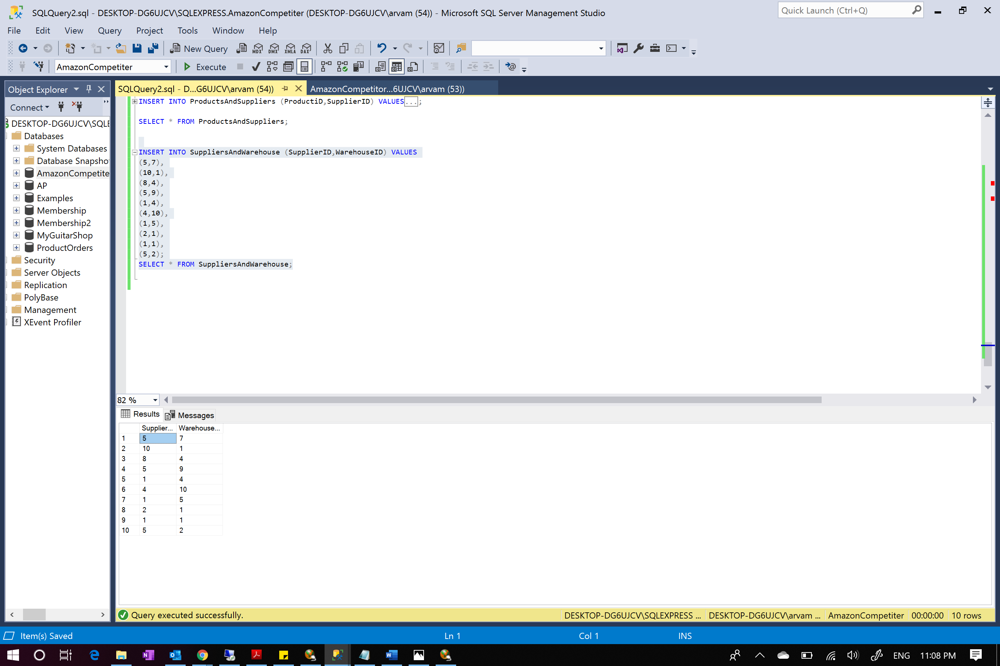 SQLQuery2.sql - DESKTOP-DG6UJCV\SQLEXPRESS.AmazonCompetiter (DESKTOP-DG6UJCV\arvam (54)) - Microsoft SQL Server Management Studio
Quick Launch (Ctrl+Q)
File Edit View Query Project Tools Window Help
New Query MDX DMX XMLA DAX
AmazonCompetiter Execute
Object Explorer
SQLQuery2.sql - D...G6UJCV\arvam (54)) AmazonCompetitor...6UJCV\arvam (53))
Connect
DESKTOP-DG6UJCV\SQLE
Databases
System Databases
Database Snapsho
AmazonCompetite
AP
Examples
Membership
Membership2
MyGuitarShop
ProductOrders
Security
Server Objects
Replication
PolyBase
Management
XEvent Profiler
INSERT INTO ProductsAndSuppliers (ProductiD,SupplierID) VALUES...;
SELECT * FROM ProductsAndSuppliers;
INSERT INTO SuppliersAndWarehouse (SupplierID,WarehouseID) VALUES
(5,7),
(10,1),
(8,4),
(5,9),
(1,4),
(4,10),
(1,5),
(2,1),
(1,1),
(5,2);
SELECT * FROM SuppliersAndWarehouse;
82 %
Results Messages
Supplier... Warehouse...
1 5 7
2 10 1
3 8 4
4 5 9
5 1 4
6 4 10
7 1 5
8 2 1
9 1 1
10 5 2
Query executed successfully. DESKTOP-DG6UJCV\SQLEXPRESS ... DESKTOP-DG6UJCV\arvam ... AmazonCompetiter 00:00:00 10 rows
Item(s) Saved Ln 1 Col 1 INS
ENG 11:08 PM